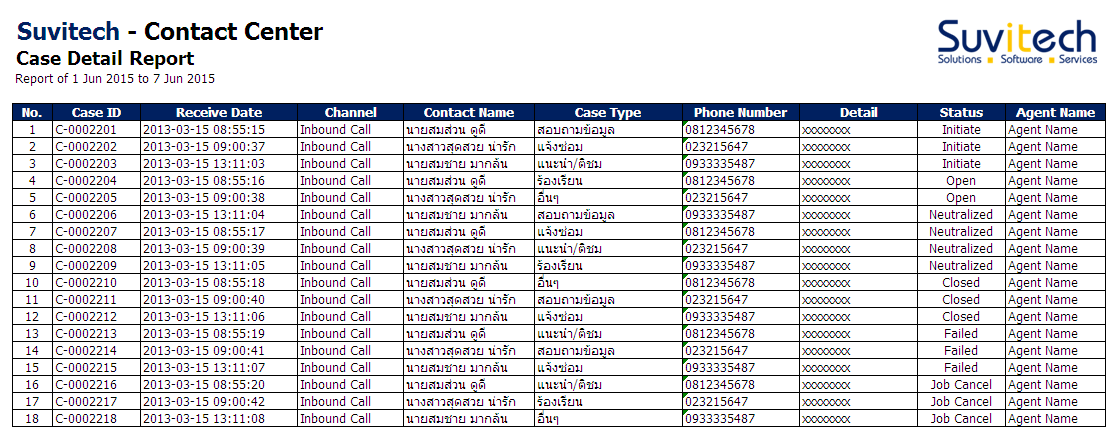 Suvitech - Contact Center
Case Detail Report
Report of 1 Jun 2015 to 7 Jun 2015
Suvitech
Solutions Software Services
No. Case ID Receive Date Channel Contact Name Case Type Phone Number Detail Status Agent Name
1 C-0002201 2013-03-15 08:55:15 Inbound Call นายสมส่วน ดูดี สอบถามข้อมูล 0812345678 xxxxxxxx Initiate Agent Name
2 C-0002202 2013-03-15 09:00:37 Inbound Call นางสาวสุดสวย น่ารัก แจ้งซ่อม 023215647 xxxxxxxx Initiate Agent Name
3 C-0002203 2013-03-15 13:11:03 Inbound Call นายสมชาย มากล้น แนะนำ/ติชม 0933335487 xxxxxxxx Initiate Agent Name
4 C-0002204 2013-03-15 08:55:16 Inbound Call นายสมส่วน ดูดี ร้องเรียน 0812345678 xxxxxxxx Open Agent Name
5 C-0002205 2013-03-15 09:00:38 Inbound Call นางสาวสุดสวย น่ารัก อื่นๆ 023215647 xxxxxxxx Open Agent Name
6 C-0002206 2013-03-15 13:11:04 Inbound Call นายสมชาย มากล้น สอบถามข้อมูล 0933335487 xxxxxxxx Neutralized Agent Name
7 C-0002207 2013-03-15 08:55:17 Inbound Call นายสมส่วน ดูดี แจ้งซ่อม 0812345678 xxxxxxxx Neutralized Agent Name
8 C-0002208 2013-03-15 09:00:39 Inbound Call นางสาวสุดสวย น่ารัก แนะนำ/ติชม 023215647 xxxxxxxx Neutralized Agent Name
9 C-0002209 2013-03-15 13:11:05 Inbound Call นายสมชาย มากล้น ร้องเรียน 0933335487 xxxxxxxx Neutralized Agent Name
10 C-0002210 2013-03-15 08:55:18 Inbound Call นายสมส่วน ดูดี อื่นๆ 0812345678 xxxxxxxx Closed Agent Name
11 C-0002211 2013-03-15 09:00:40 Inbound Call นางสาวสุดสวย น่ารัก สอบถามข้อมูล 023215647 xxxxxxxx Closed Agent Name
12 C-0002212 2013-03-15 13:11:06 Inbound Call นายสมชาย มากล้น แจ้งซ่อม 0933335487 xxxxxxxx Closed Agent Name
13 C-0002213 2013-03-15 08:55:19 Inbound Call นายสมส่วน ดูดี แนะนำ/ติชม 0812345678 xxxxxxxx Failed Agent Name
14 C-0002214 2013-03-15 09:00:41 Inbound Call นางสาวสุดสวย น่ารัก สอบถามข้อมูล 023215647 xxxxxxxx Failed Agent Name
15 C-0002215 2013-03-15 13:11:07 Inbound Call นายสมชาย มากล้น แจ้งซ่อม 0933335487 xxxxxxxx Failed Agent Name
16 C-0002216 2013-03-15 08:55:20 Inbound Call นายสมส่วน ดูดี แนะนำ/ติชม 0812345678 xxxxxxxx Job Cancel Agent Name
17 C-0002217 2013-03-15 09:00:42 Inbound Call นางสาวสุดสวย น่ารัก ร้องเรียน 023215647 xxxxxxxx Job Cancel Agent Name
18 C-0002218 2013-03-15 13:11:08 Inbound Call นายสมชาย มากล้น อื่นๆ 0933335487 xxxxxxxx Job Cancel Agent Name